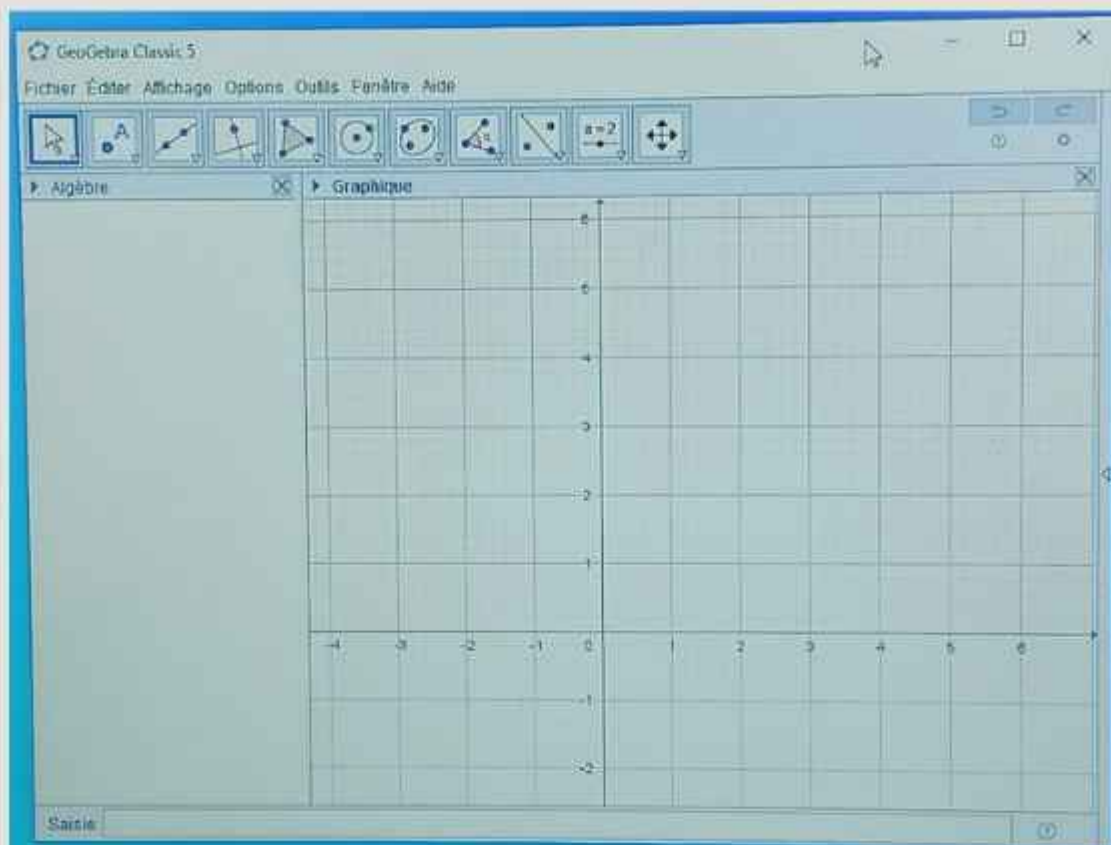 GeoGebra Classic 5
Fichier Éditer Affichage Options Outils Fenêtre Aide
A
α
a=2
Algèbre
Graphique
6
5
4
3
2
1
-4 -3 -2 -1 0 1 2 3 4 5 6
-1
-2
Saisie